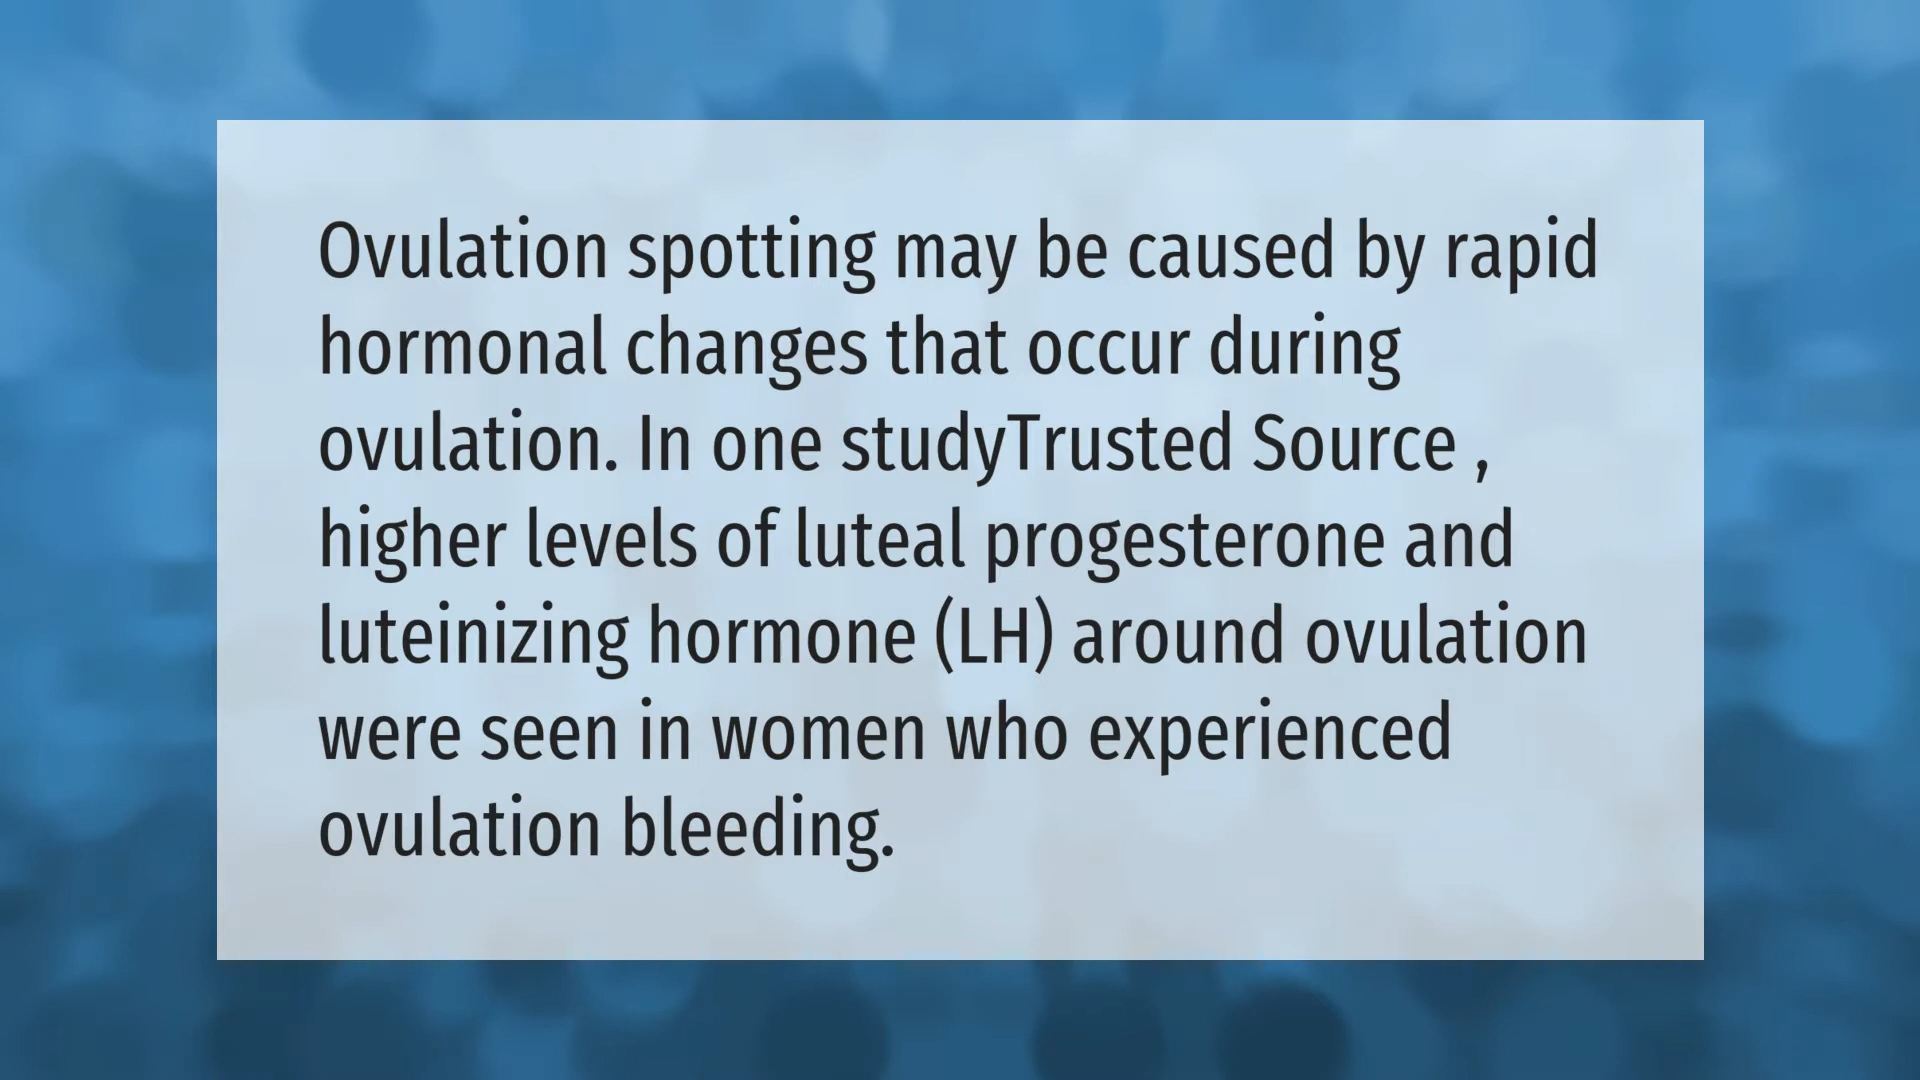 Ovulation spotting may be caused by rapid
hormonal changes that occur during
ovulation. In one studyTrusted Source ,
higher levels of luteal progesterone and
luteinizing hormone (LH) around ovulation
were seen in women who experienced
ovulation bleeding.